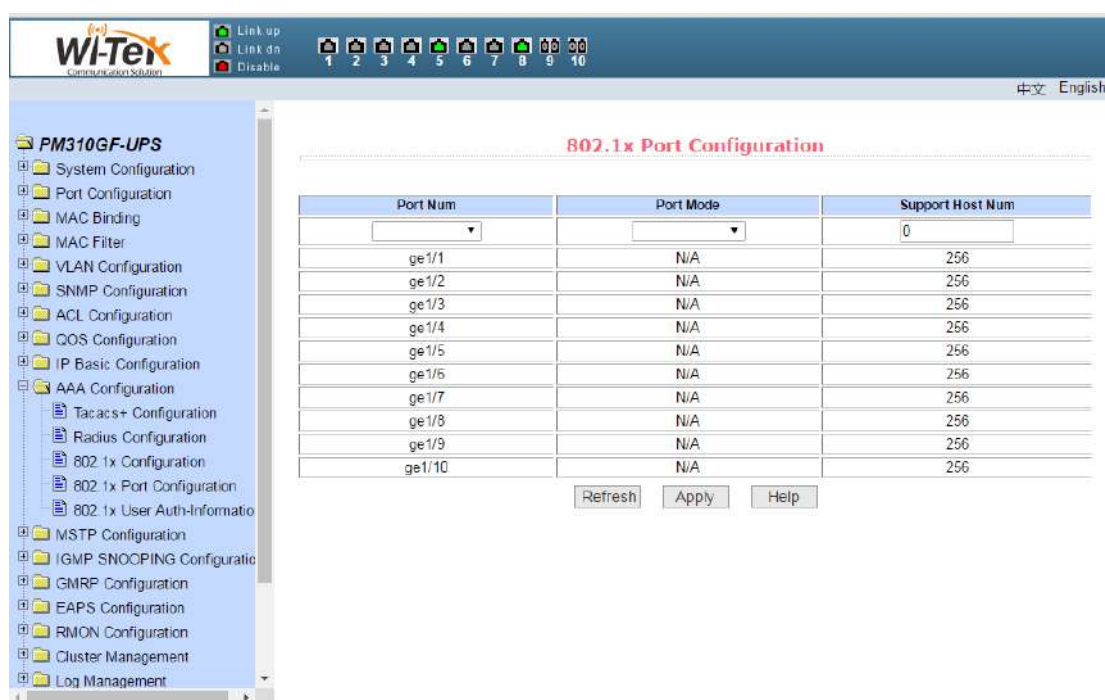 Wi-Tek
Communication Solution
Link up
Link dn
Disable
1 2 3 4 5 6 7 8 9 10
中文 English
PM310GF-UPS
System Configuration
Port Configuration
MAC Binding
MAC Filter
VLAN Configuration
SNMP Configuration
ACL Configuration
QOS Configuration
IP Basic Configuration
AAA Configuration
Tacacs+ Configuration
Radius Configuration
802.1x Configuration
802.1x Port Configuration
802.1x User Auth-Informatio
MSTP Configuration
IGMP SNOOPING Configuratio
GMRP Configuration
EAPS Configuration
RMON Configuration
Cluster Management
Log Management
802.1x Port Configuration
Port Num Port Mode Support Host Num
0
ge1/1 N/A 256
ge1/2 N/A 256
ge1/3 N/A 256
ge1/4 N/A 256
ge1/5 N/A 256
ge1/6 N/A 256
ge1/7 N/A 256
ge1/8 N/A 256
ge1/9 N/A 256
ge1/10 N/A 256
Refresh Apply Help